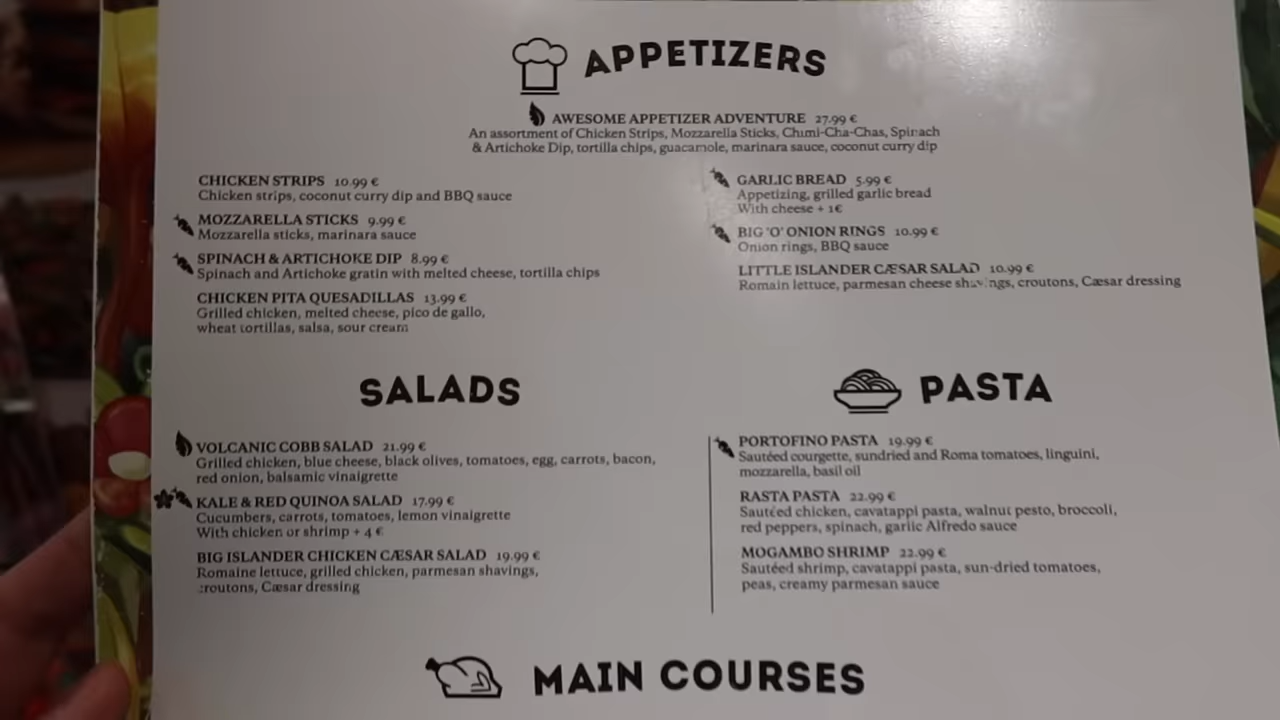 APPETIZERS
AWESOME APPETIZER ADVENTURE 27.99 €
An assortment of Chicken Strips, Mozzarella Sticks, Chimi-Cha-Chas, Spinach
& Artichoke Dip, tortilla chips, guacamole, marinara sauce, coconut curry dip
CHICKEN STRIPS 10.99 €
Chicken strips, coconut curry dip and BBQ sauce
MOZZARELLA STICKS 9.99 €
Mozzarella sticks, marinara sauce
SPINACH & ARTICHOKE DIP 8.99 €
Spinach and Artichoke gratin with melted cheese, tortilla chips
CHICKEN PITA QUESADILLAS 13.99 €
Grilled chicken, melted cheese, pico de gallo,
wheat tortillas, salsa, sour cream
GARLIC BREAD 5.99 €
Appetizing, grilled garlic bread
With cheese + 1€
BIG 'O' ONION RINGS 10.99 €
Onion rings, BBQ sauce
LITTLE ISLANDER CÆSAR SALAD 10.99 €
Romain lettuce, parmesan cheese shavings, croutons, Cæsar dressing
SALADS
VOLCANIC COBB SALAD 21.99 €
Grilled chicken, blue cheese, black olives, tomatoes, egg, carrots, bacon,
red onion, balsamic vinaigrette
KALE & RED QUINOA SALAD 17.99 €
Cucumbers, carrots, tomatoes, lemon vinaigrette
With chicken or shrimp + 4 €
BIG ISLANDER CHICKEN CÆSAR SALAD 19.99 €
Romaine lettuce, grilled chicken, parmesan shavings,
croutons, Cæsar dressing
PASTA
PORTOFINO PASTA 19.99 €
Sautéed courgette, sundried and Roma tomatoes, linguini,
mozzarella, basil oil
RASTA PASTA 22.99 €
Sautéed chicken, cavatappi pasta, walnut pesto, broccoli,
red peppers, spinach, garlic Alfredo sauce
MOGAMBO SHRIMP 22.99 €
Sautéed shrimp, cavatappi pasta, sun-dried tomatoes,
peas, creamy parmesan sauce
MAIN COURSES